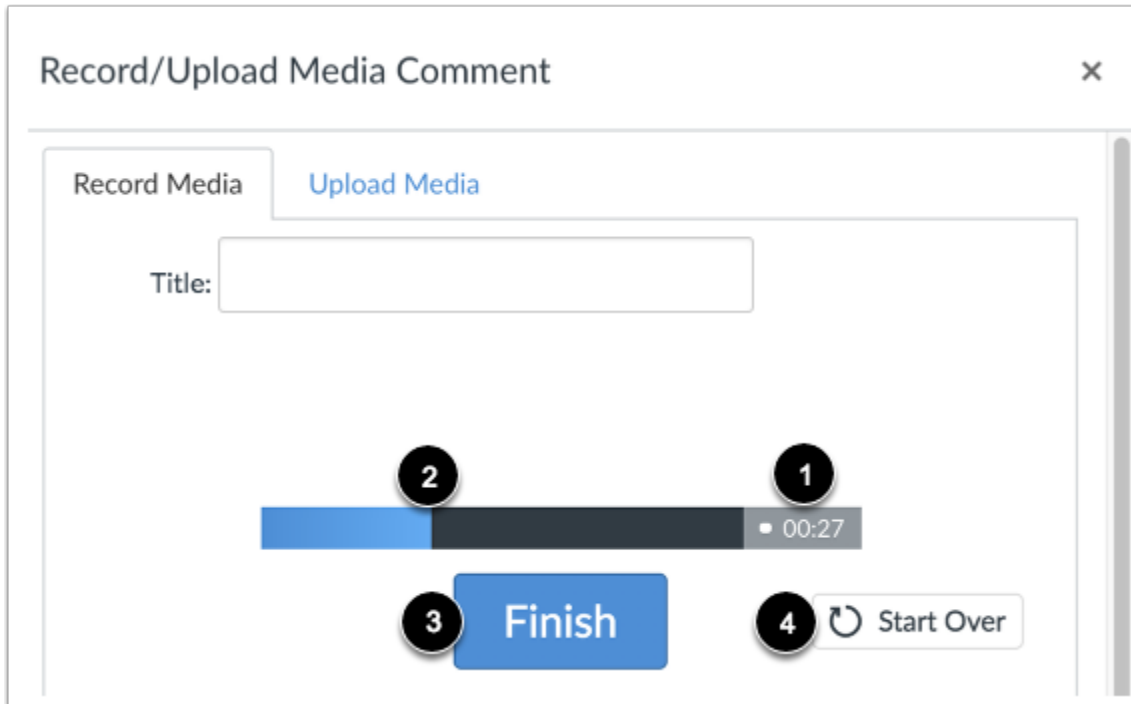 Record/Upload Media Comment ×
Record Media Upload Media
Title:
2 1
00:27
3 Finish 4 Start Over